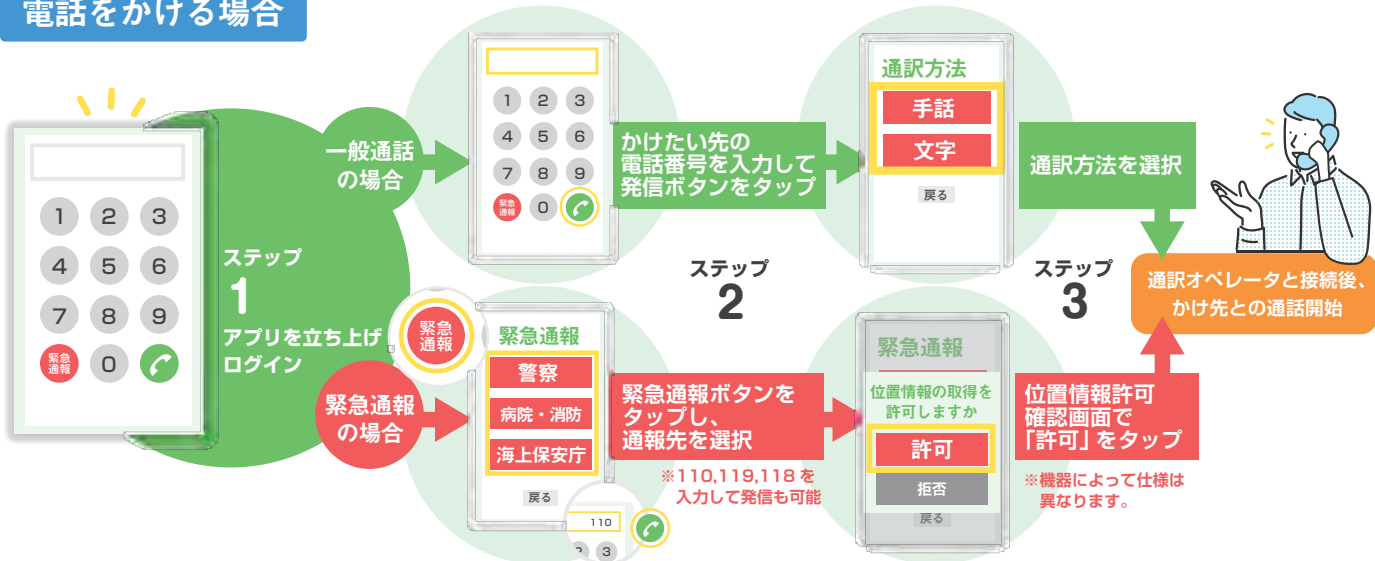 電話をかける場合
1 2 3
4 5 6
7 8 9
緊急
通報
0
ステップ
1
アプリを立ち上げ
ログイン
一般通話
の場合
1 2 3
4 5 6
7 8 9
緊急
通報
0
かけたい先の
電話番号を入力して
発信ボタンをタップ
通訳方法
手話
文字
戻る
通訳方法を選択
ステップ
2
ステップ
3
緊急通報
の場合
緊急
通報
緊急通報
警察
病院・消防
海上保安庁
戻る
110
2 3
緊急通報ボタンを
タップし、
通報先を選択
※110,119,118 を
入力して発信も可能
緊急通報
位置情報の取得を
許可しますか
許可
拒否
戻る
位置情報許可
確認画面で
「許可」をタップ
※機器によって仕様は
異なります。
通訳オペレータと接続後、
かけ先との通話開始